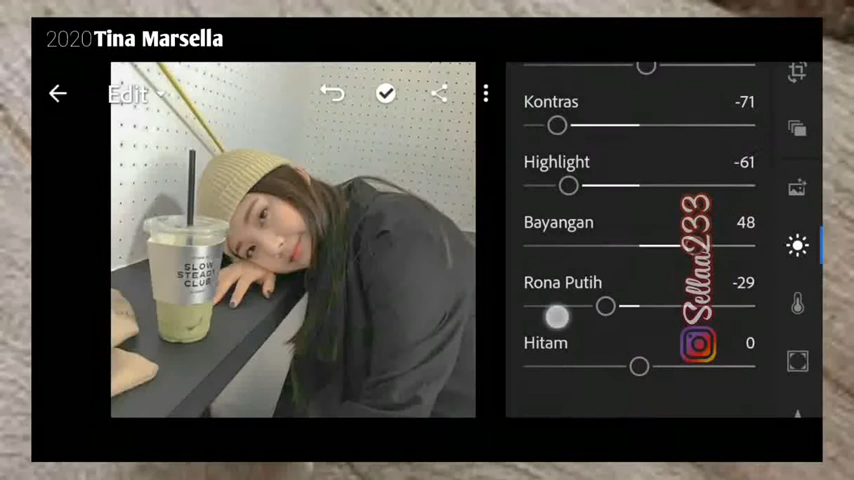 2020Tina Marsella
Edit
Kontras -71
Highlight -61
Bayangan 48
Rona Putih -29
Hitam 0
Sellaa233
SLOW
STEADY
CLUB